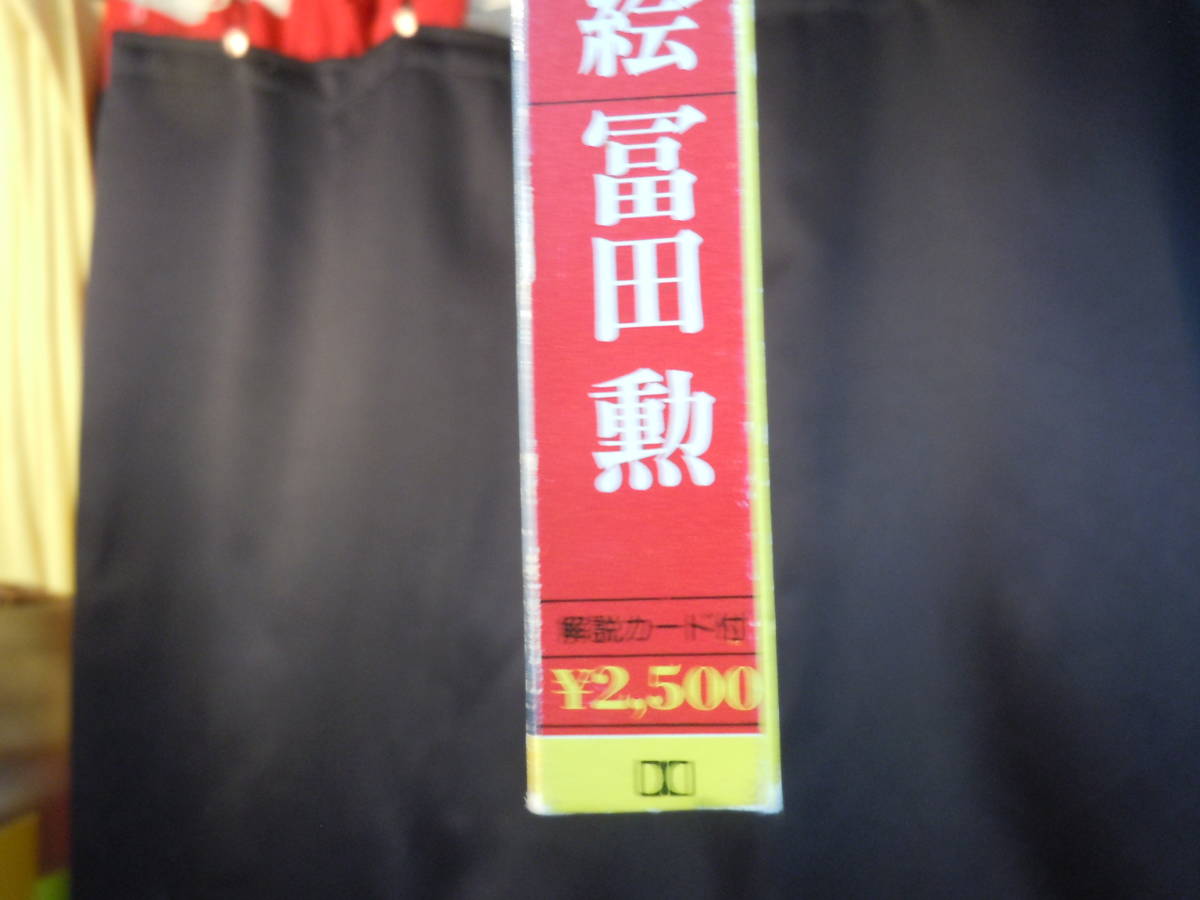 絵
冨田 勲
解説カード付
¥2,500